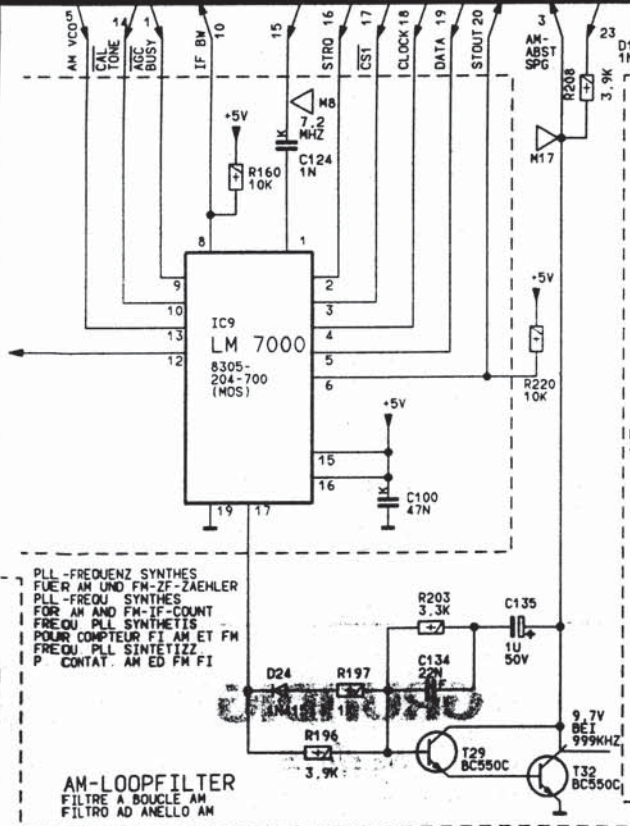 5
AM VCO
14
CAL
TONE
1
AGC
BUSY
IF BW
10
15
STRQ 16
CS1 17
CLOCK 18
DATA 19
STOUT 20
3
AM-
ABST
SPG
23
R208
3.9K
D1
1N
M8
7.2
MHZ
K
C124
1N
+5V
R160
10K
M17
8
1
9
10
13
12
2
3
4
5
6
IC9
LM 7000
8305-
204-700
(MOS)
+5V
R220
10K
+5V
15
16
19
17
K
C100
47N
PLL-FREQUENZ SYNTHES
FUER AM UND FM-ZF-ZAEHLER
PLL-FREQU SYNTHES
FOR AM AND FM-IF-COUNT
FREQU PLL SYNTHETIS
POUR COMPTEUR FI AM ET FM
FREQU. PLL SINTETIZZ.
P. CONTAT. AM ED FM FI
R203
3.3K
C135
1U
50V
C134
22N
F
D24
R197
R196
3.9K
T29
BC550C
9.7V
BEI
999KHZ
T32
BC550C
AM-LOOPFILTER
FILTRE A BOUCLE AM
FILTRO AD ANELLO AM